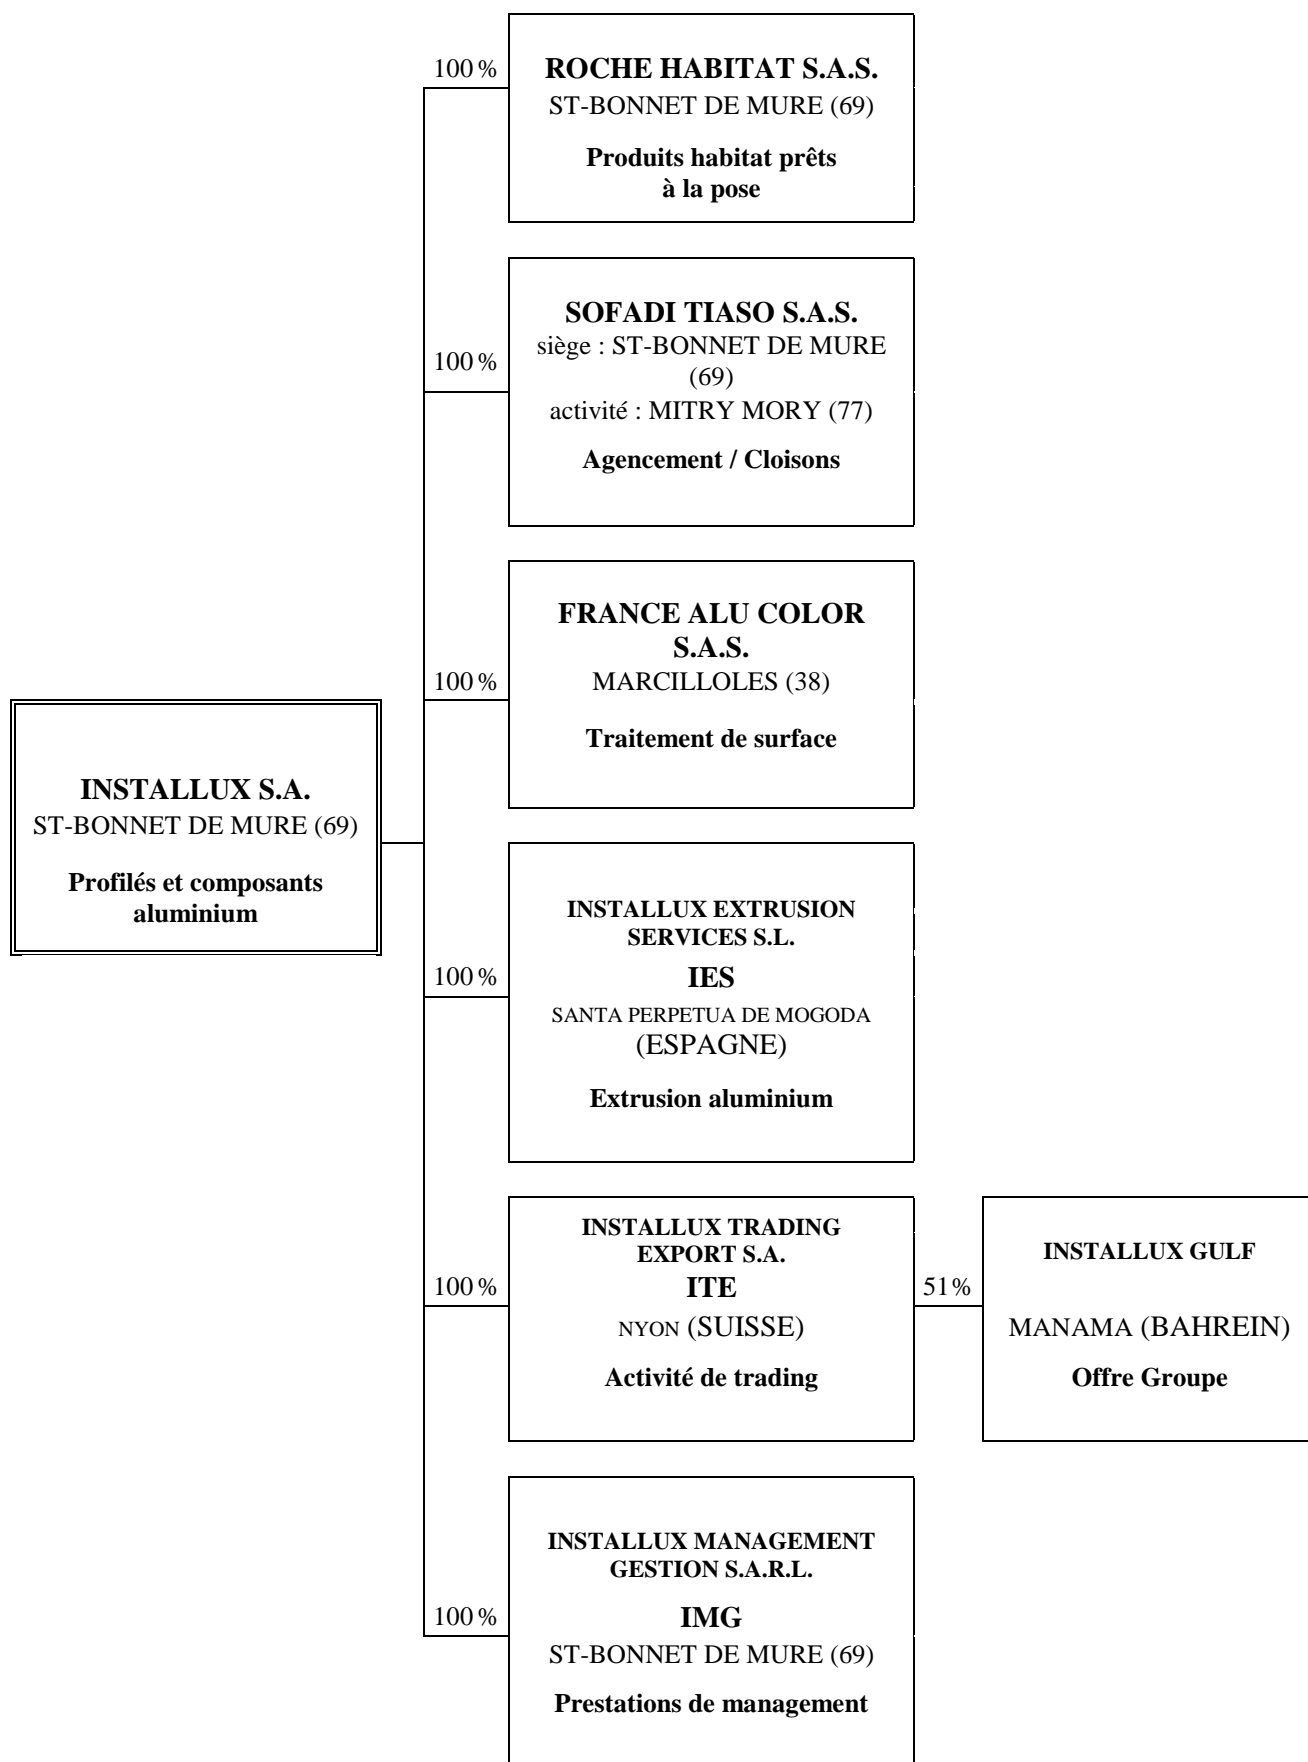 100 %
ROCHE HABITAT S.A.S.
ST-BONNET DE MURE (69)
Produits habitat prêts
à la pose
100 %
SOFADI TIASO S.A.S.
siège : ST-BONNET DE MURE
(69)
activité : MITRY MORY (77)
Agencement / Cloisons
100 %
FRANCE ALU COLOR
S.A.S.
MARCILLOLES (38)
Traitement de surface
INSTALLUX S.A.
ST-BONNET DE MURE (69)
Profilés et composants
aluminium
100 %
INSTALLUX EXTRUSION
SERVICES S.L.
IES
SANTA PERPETUA DE MOGODA
(ESPAGNE)
Extrusion aluminium
100 %
INSTALLUX TRADING
EXPORT S.A.
ITE
NYON (SUISSE)
Activité de trading
51%
INSTALLUX GULF
MANAMA (BAHREIN)
Offre Groupe
100 %
INSTALLUX MANAGEMENT
GESTION S.A.R.L.
IMG
ST-BONNET DE MURE (69)
Prestations de management